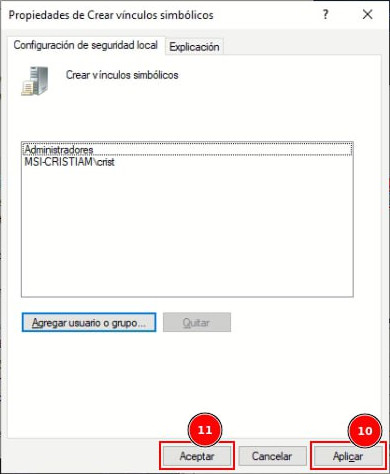 Propiedades de Crear vínculos simbólicos
? ×
Configuración de seguridad local Explicación
Crear vínculos simbólicos
Administradores
MSI-CRISTIAM\crist
Agregar usuario o grupo... Quitar
11 10
Aceptar Cancelar Aplicar